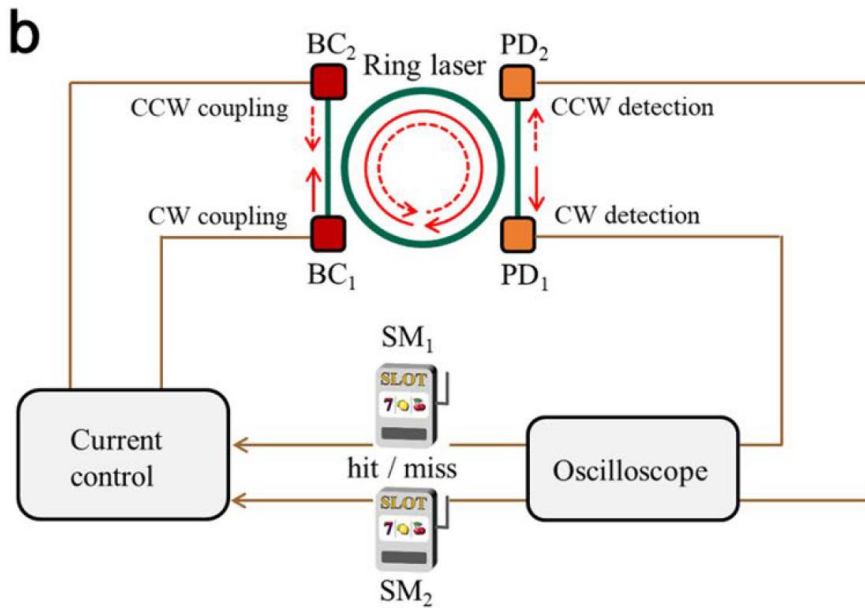 b
BC₂
PD₂
Ring laser
CCW coupling
CCW detection
CW coupling
CW detection
BC₁
PD₁
SM₁
SLOT
7
Current
control
hit / miss
Oscilloscope
SLOT
7
SM₂